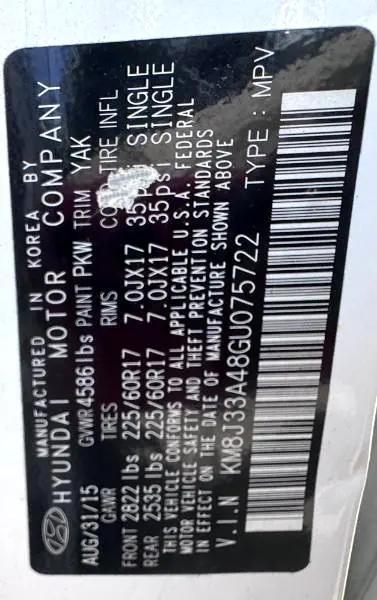 MANUFACTURED IN KOREA BY
HYUNDAI MOTOR COMPANY
AUG/31/15 GVWR 4586 lbs PAINT PKW TRIM YAK
GAWR TIRES RIMS COLD TIRE INFL
FRONT 2822 lbs 225/60R17 7.0JX17 35psi SINGLE
REAR 2535 lbs 225/60R17 7.0JX17 35psi SINGLE
THIS VEHICLE CONFORMS TO ALL APPLICABLE U.S.A. FEDERAL
MOTOR VEHICLE SAFETY AND THEFT PREVENTION STANDARDS
IN EFFECT ON THE DATE OF MANUFACTURE SHOWN ABOVE
V.I.N KM8J33A48GU075722 TYPE : MPV